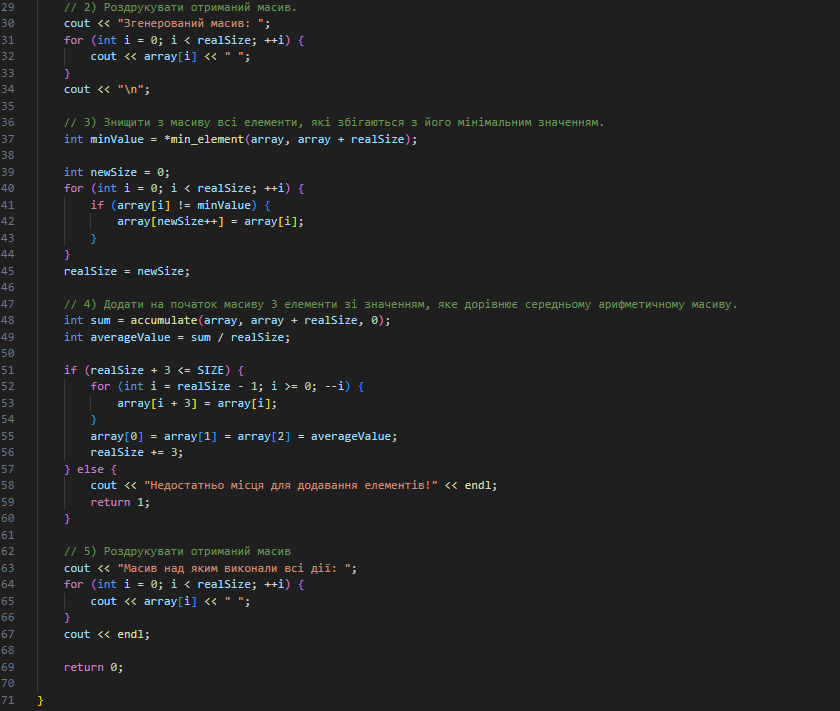 29 // 2) Роздрукувати отриманий масив.
30 cout << "Згенерований масив: ";
31 for (int i = 0; i < realSize; ++i) {
32 cout << array[i] << " ";
33 }
34 cout << "\n";
35
36 // 3) Знищити з масиву всі елементи, які збігаються з його мінімальним значенням.
37 int minValue = *min_element(array, array + realSize);
38
39 int newSize = 0;
40 for (int i = 0; i < realSize; ++i) {
41 if (array[i] != minValue) {
42 array[newSize++] = array[i];
43 }
44 }
45 realSize = newSize;
46
47 // 4) Додати на початок масиву 3 елементи зі значенням, яке дорівнює середньому арифметичному масиву.
48 int sum = accumulate(array, array + realSize, 0);
49 int averageValue = sum / realSize;
50
51 if (realSize + 3 <= SIZE) {
52 for (int i = realSize - 1; i >= 0; --i) {
53 array[i + 3] = array[i];
54 }
55 array[0] = array[1] = array[2] = averageValue;
56 realSize += 3;
57 } else {
58 cout << "Недостатньо місця для додавання елементів!" << endl;
59 return 1;
60 }
61
62 // 5) Роздрукувати отриманий масив
63 cout << "Масив над яким виконали всі дії: ";
64 for (int i = 0; i < realSize; ++i) {
65 cout << array[i] << " ";
66 }
67 cout << endl;
68
69 return 0;
70
71 }